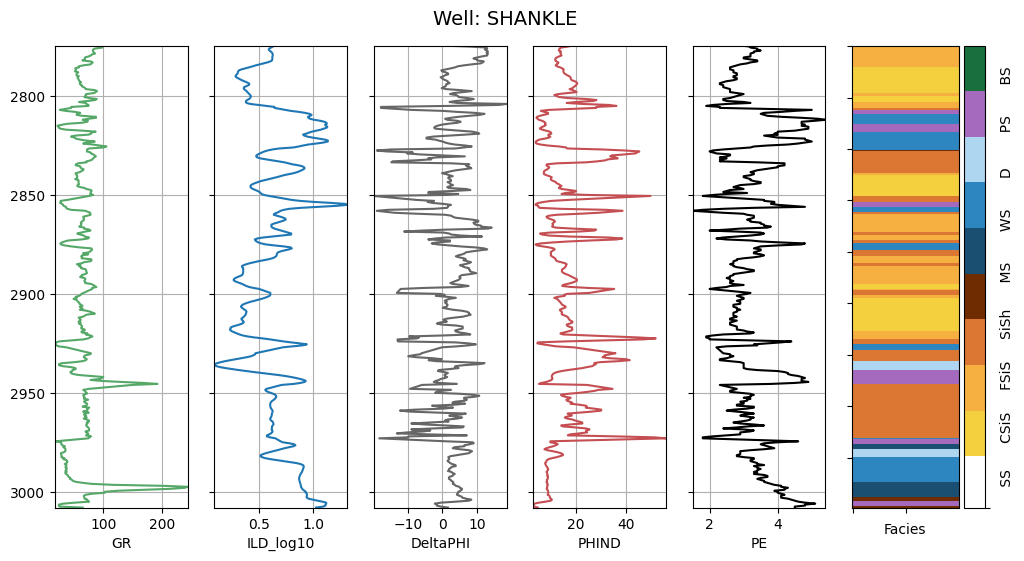 Well: SHANKLE
2800
2850
2900
2950
3000
100 200
0.5 1.0
−10 0 10
20 40
2 4
GR
ILD_log10
DeltaPHI
PHIND
PE
Facies
SS CSiS FSiS SiSh MS WS D PS BS